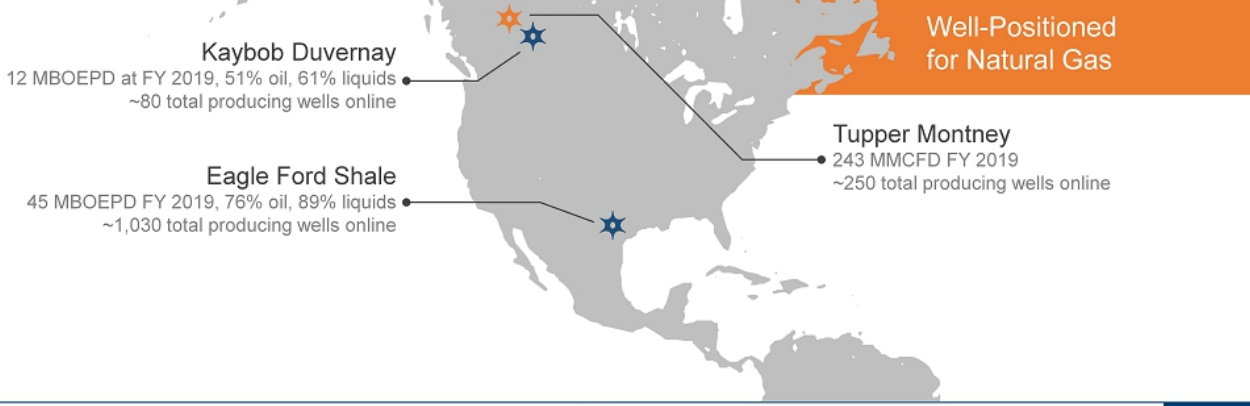 Well-Positioned
for Natural Gas
Kaybob Duvernay
12 MBOEPD at FY 2019, 51% oil, 61% liquids
~80 total producing wells online
Tupper Montney
243 MMCFD FY 2019
~250 total producing wells online
Eagle Ford Shale
45 MBOEPD FY 2019, 76% oil, 89% liquids
~1,030 total producing wells online